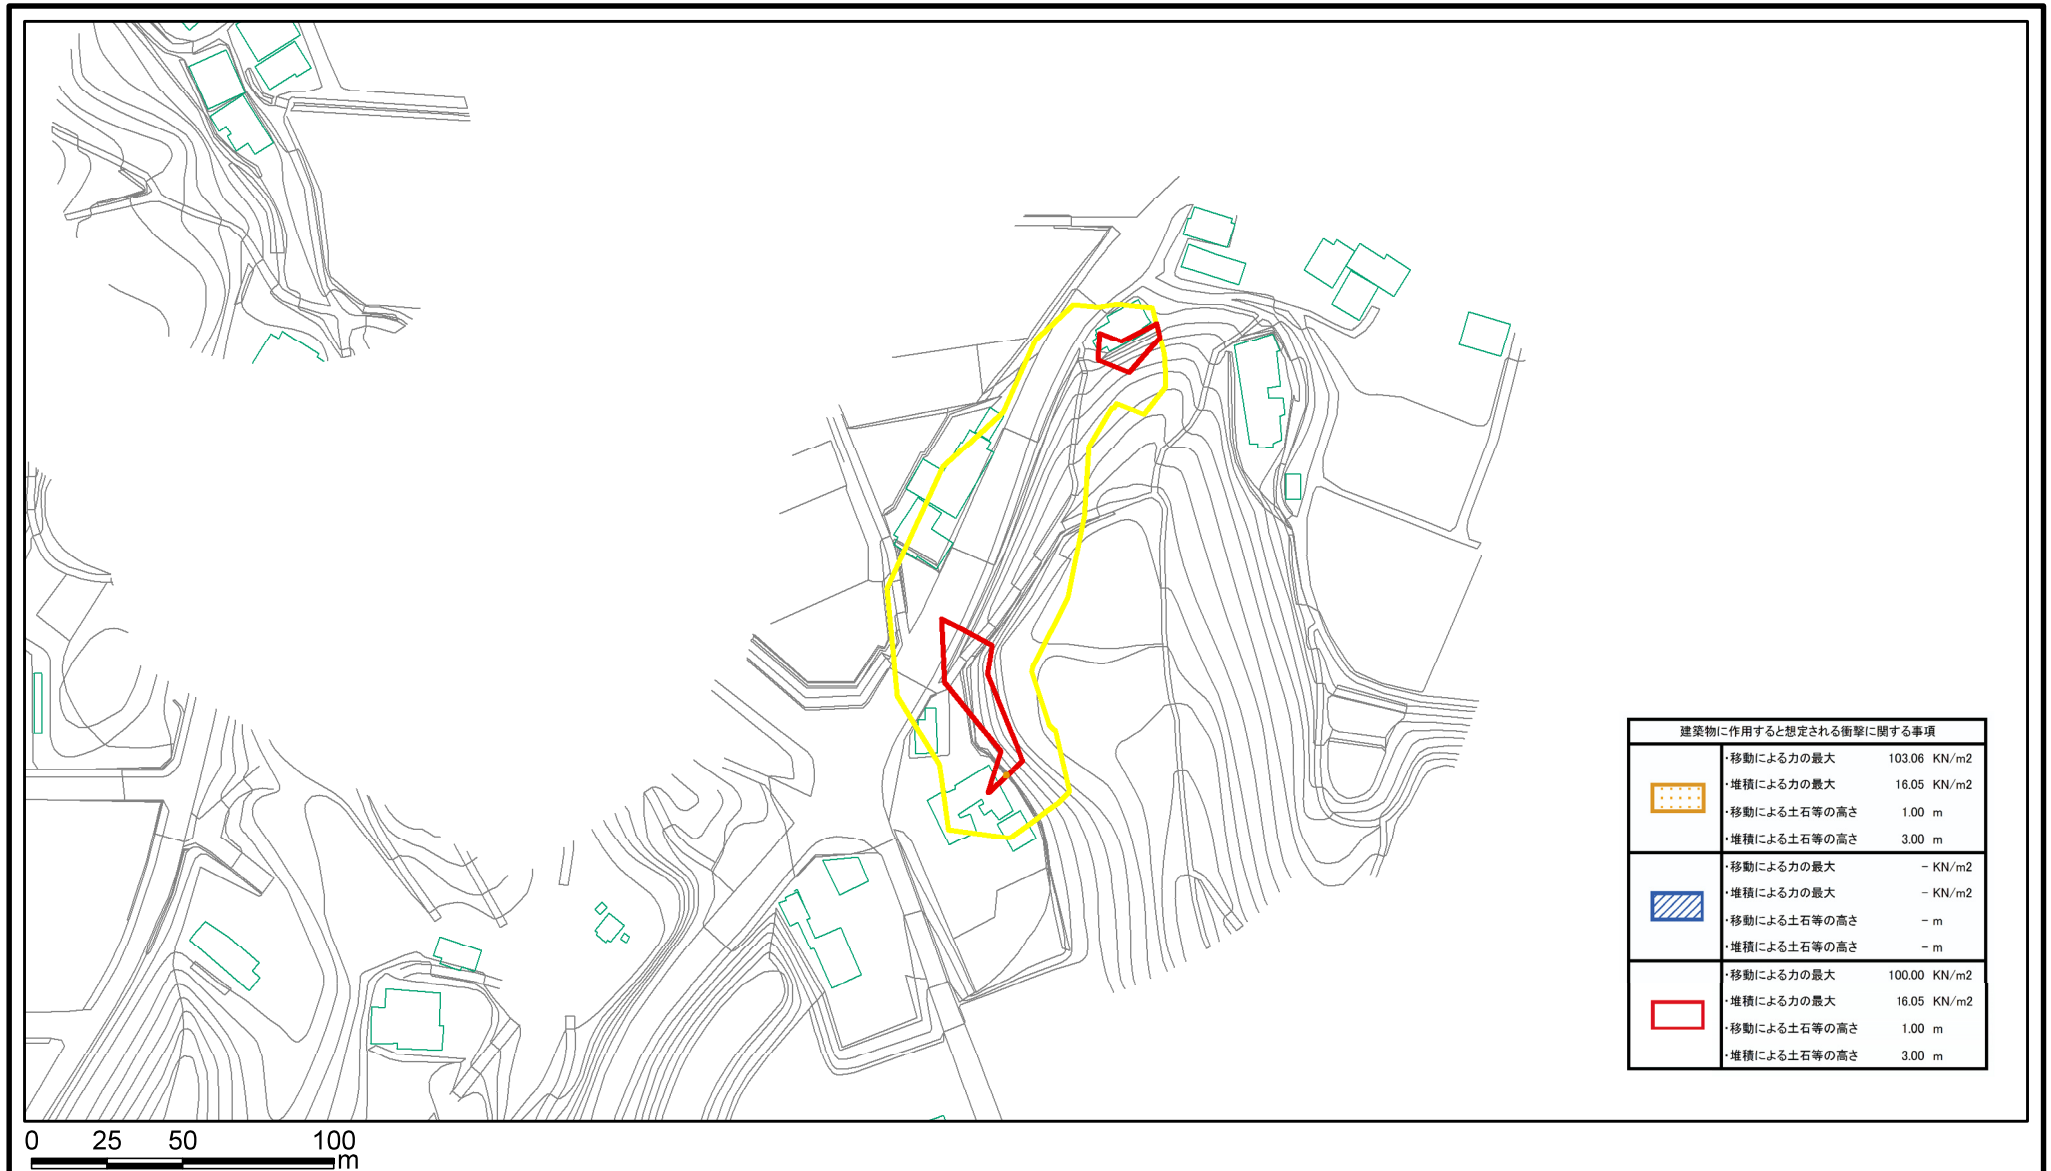 建築物に作用すると想定される衝撃に関する事項
・移動による力の最大 103.06 KN/m2
・堆積による力の最大 16.05 KN/m2
・移動による土石等の高さ 1.00 m
・堆積による土石等の高さ 3.00 m
・移動による力の最大 - KN/m2
・堆積による力の最大 - KN/m2
・移動による土石等の高さ - m
・堆積による土石等の高さ - m
・移動による力の最大 100.00 KN/m2
・堆積による力の最大 16.05 KN/m2
・移動による土石等の高さ 1.00 m
・堆積による土石等の高さ 3.00 m
0 25 50 100
m